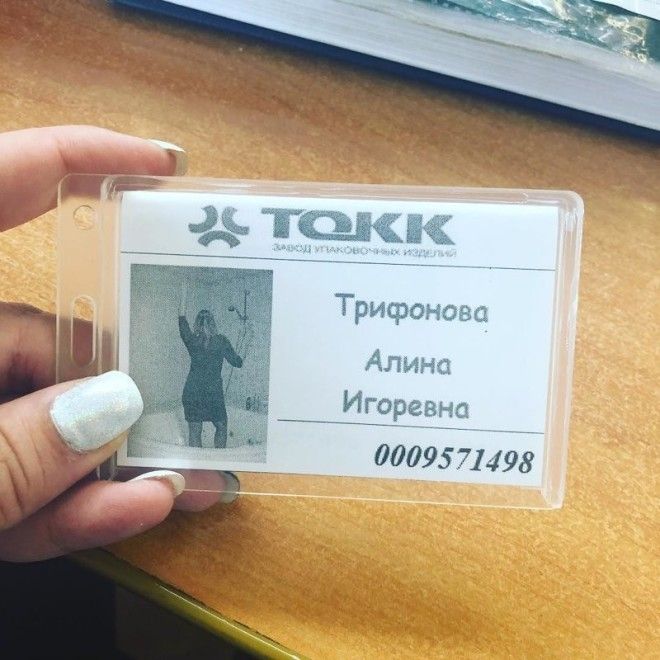 ТОКК
ЗАВОД УПАКОВОЧНЫХ ИЗДЕЛИЙ
Трифонова
Алина
Игоревна
0009571498